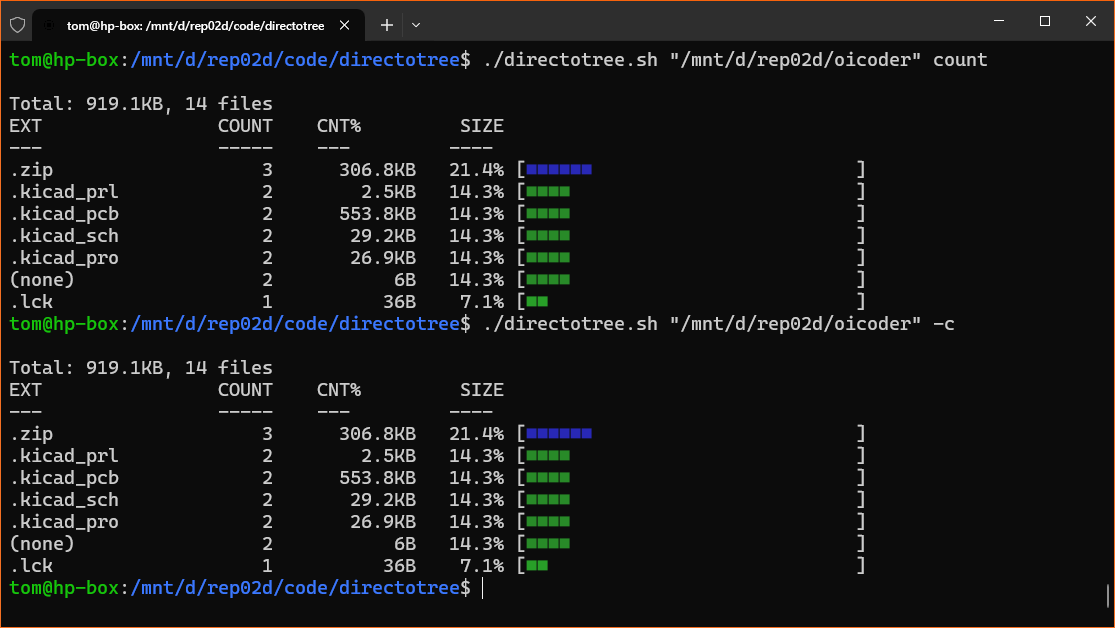 tom@hp-box: /mnt/d/rep02d/code/directotree
tom@hp-box:/mnt/d/rep02d/code/directotree$ ./directotree.sh "/mnt/d/rep02d/oicoder" count
Total: 919.1KB, 14 files
EXT COUNT CNT% SIZE
--- ----- --- ----
.zip 3 306.8KB 21.4% [■■■■■■ ]
.kicad_prl 2 2.5KB 14.3% [■■■■ ]
.kicad_pcb 2 553.8KB 14.3% [■■■■ ]
.kicad_sch 2 29.2KB 14.3% [■■■■ ]
.kicad_pro 2 26.9KB 14.3% [■■■■ ]
(none) 2 6B 14.3% [■■■■ ]
.lck 1 36B 7.1% [■■ ]
tom@hp-box:/mnt/d/rep02d/code/directotree$ ./directotree.sh "/mnt/d/rep02d/oicoder" -c
Total: 919.1KB, 14 files
EXT COUNT CNT% SIZE
--- ----- --- ----
.zip 3 306.8KB 21.4% [■■■■■■ ]
.kicad_prl 2 2.5KB 14.3% [■■■■ ]
.kicad_pcb 2 553.8KB 14.3% [■■■■ ]
.kicad_sch 2 29.2KB 14.3% [■■■■ ]
.kicad_pro 2 26.9KB 14.3% [■■■■ ]
(none) 2 6B 14.3% [■■■■ ]
.lck 1 36B 7.1% [■■ ]
tom@hp-box:/mnt/d/rep02d/code/directotree$